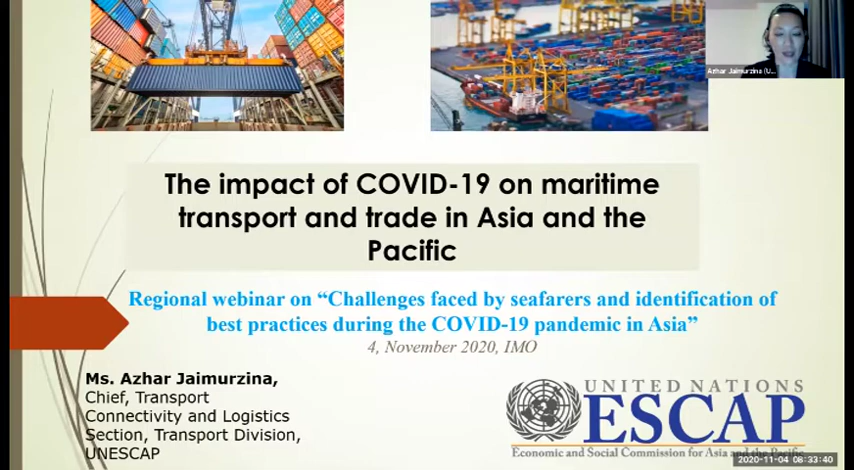 Azhar Jaimurzina (U...
The impact of COVID-19 on maritime
transport and trade in Asia and the
Pacific
Regional webinar on “Challenges faced by seafarers and identification of
best practices during the COVID-19 pandemic in Asia”
4, November 2020, IMO
Ms. Azhar Jaimurzina,
Chief, Transport
Connectivity and Logistics
Section, Transport Division,
UNESCAP
UNITED NATIONS
ESCAP
Economic and Social Commission for Asia and the Pacific
2020-11-04 08:33:40